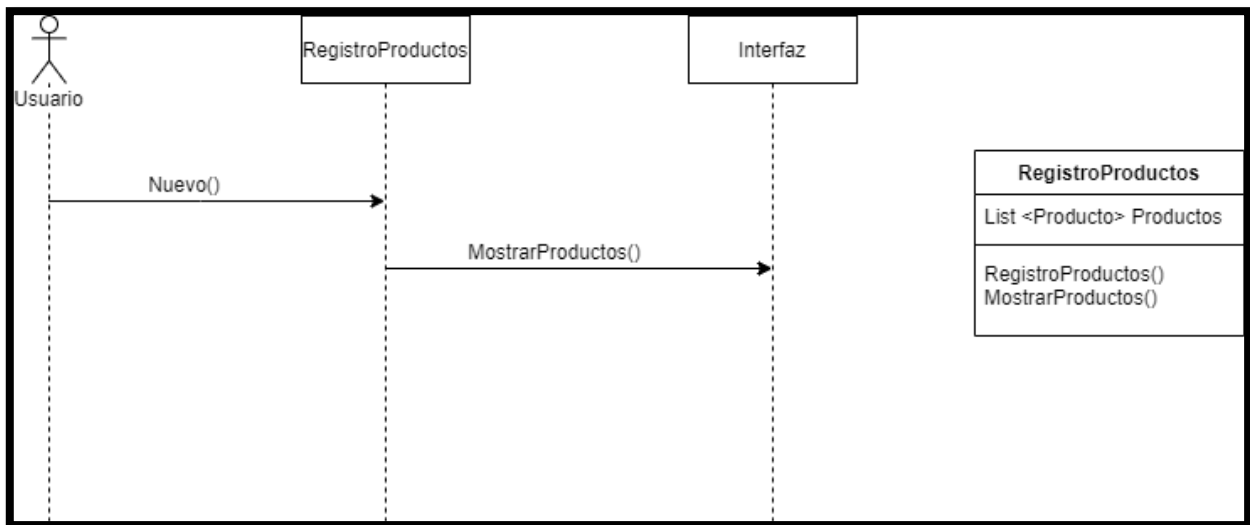 RegistroProductos
Interfaz
Usuario
Nuevo()
MostrarProductos()
RegistroProductos
List <Producto> Productos
RegistroProductos()
MostrarProductos()